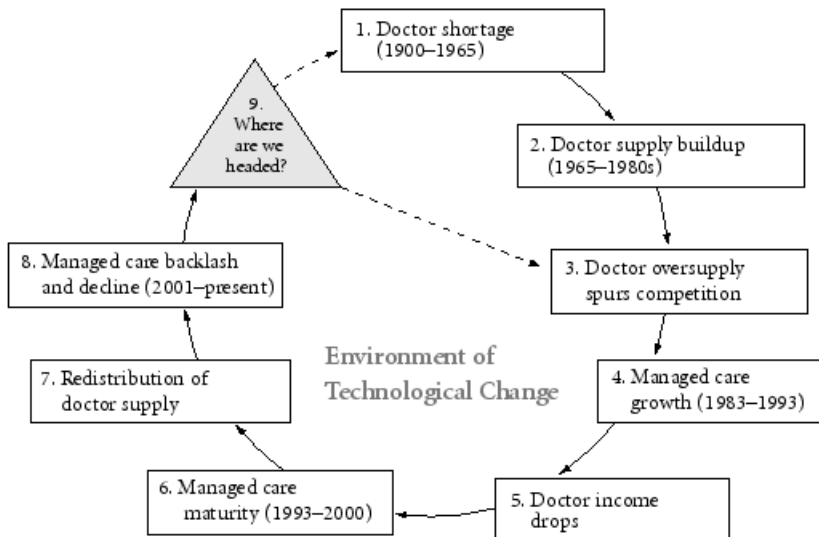 1. Doctor shortage
(1900–1965)
2. Doctor supply buildup
(1965–1980s)
3. Doctor oversupply
spurs competition
4. Managed care
growth (1983–1993)
5. Doctor income
drops
6. Managed care
maturity (1993–2000)
7. Redistribution of
doctor supply
8. Managed care backlash
and decline (2001–present)
9.
Where
are we
headed?
Environment of
Technological Change